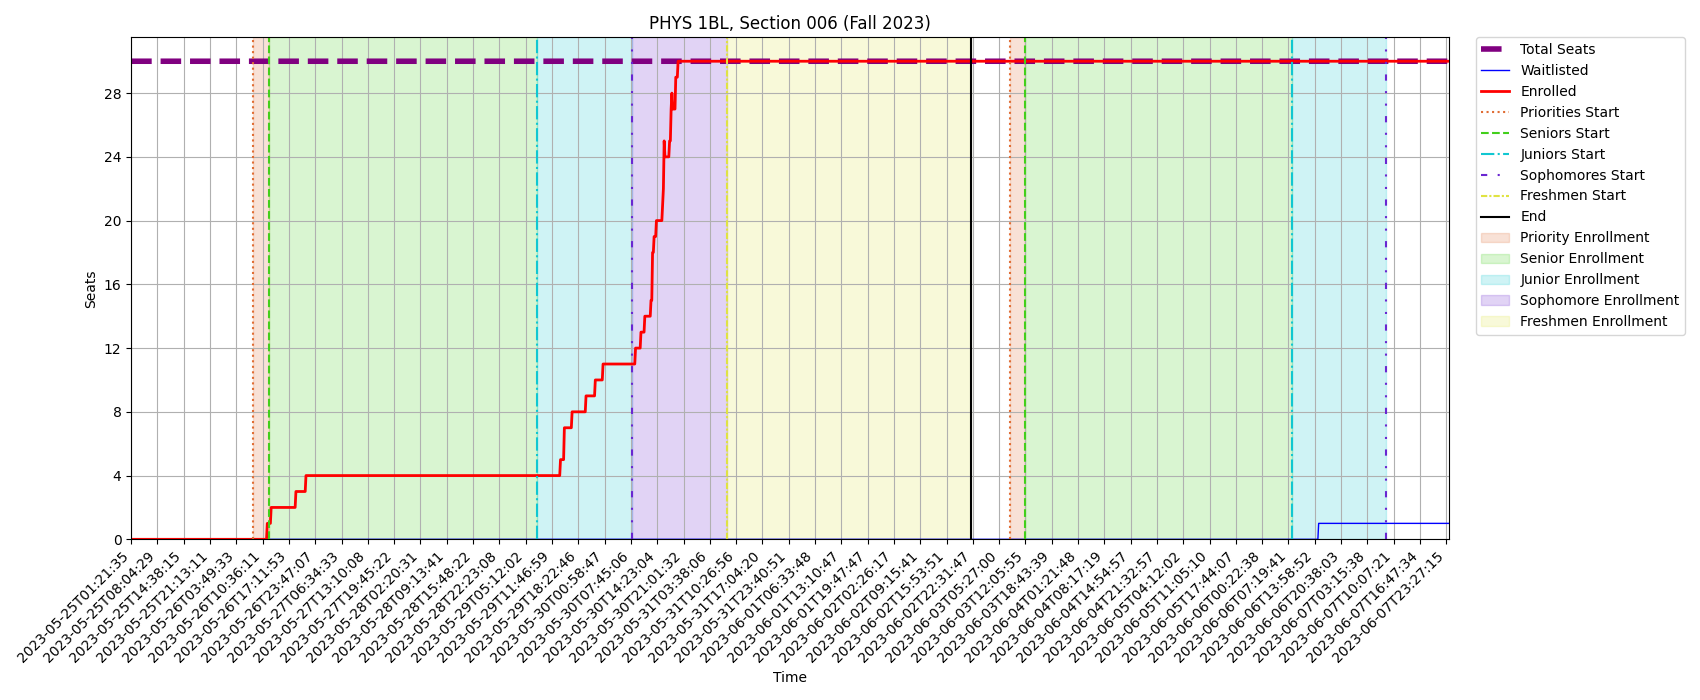 PHYS 1BL, Section 006 (Fall 2023)
Seats
28
24
20
16
12
8
4
0
2023-05-25T01:21:35
2023-05-25T08:04:29
2023-05-25T14:38:15
2023-05-25T21:13:11
2023-05-26T03:49:33
2023-05-26T10:36:11
2023-05-26T17:11:53
2023-05-26T23:47:07
2023-05-27T06:34:33
2023-05-27T13:10:08
2023-05-27T19:45:22
2023-05-28T02:20:31
2023-05-28T09:13:41
2023-05-28T15:48:22
2023-05-28T22:23:08
2023-05-29T05:12:02
2023-05-29T11:46:59
2023-05-29T18:22:46
2023-05-30T00:58:47
2023-05-30T07:45:06
2023-05-30T14:23:04
2023-05-30T21:01:32
2023-05-31T03:38:06
2023-05-31T10:26:56
2023-05-31T17:04:20
2023-05-31T23:40:51
2023-06-01T06:33:48
2023-06-01T13:10:47
2023-06-01T19:47:47
2023-06-02T02:26:17
2023-06-02T09:15:41
2023-06-02T15:53:51
2023-06-02T22:31:47
2023-06-03T05:27:00
2023-06-03T12:05:55
2023-06-03T18:43:39
2023-06-04T01:21:48
2023-06-04T08:17:19
2023-06-04T14:54:57
2023-06-04T21:32:57
2023-06-05T04:12:02
2023-06-05T11:05:10
2023-06-05T17:44:07
2023-06-06T00:22:38
2023-06-06T07:19:41
2023-06-06T13:58:52
2023-06-06T20:38:03
2023-06-07T03:15:38
2023-06-07T10:07:21
2023-06-07T16:47:34
2023-06-07T23:27:15
Time
Total Seats
Waitlisted
Enrolled
Priorities Start
Seniors Start
Juniors Start
Sophomores Start
Freshmen Start
End
Priority Enrollment
Senior Enrollment
Junior Enrollment
Sophomore Enrollment
Freshmen Enrollment